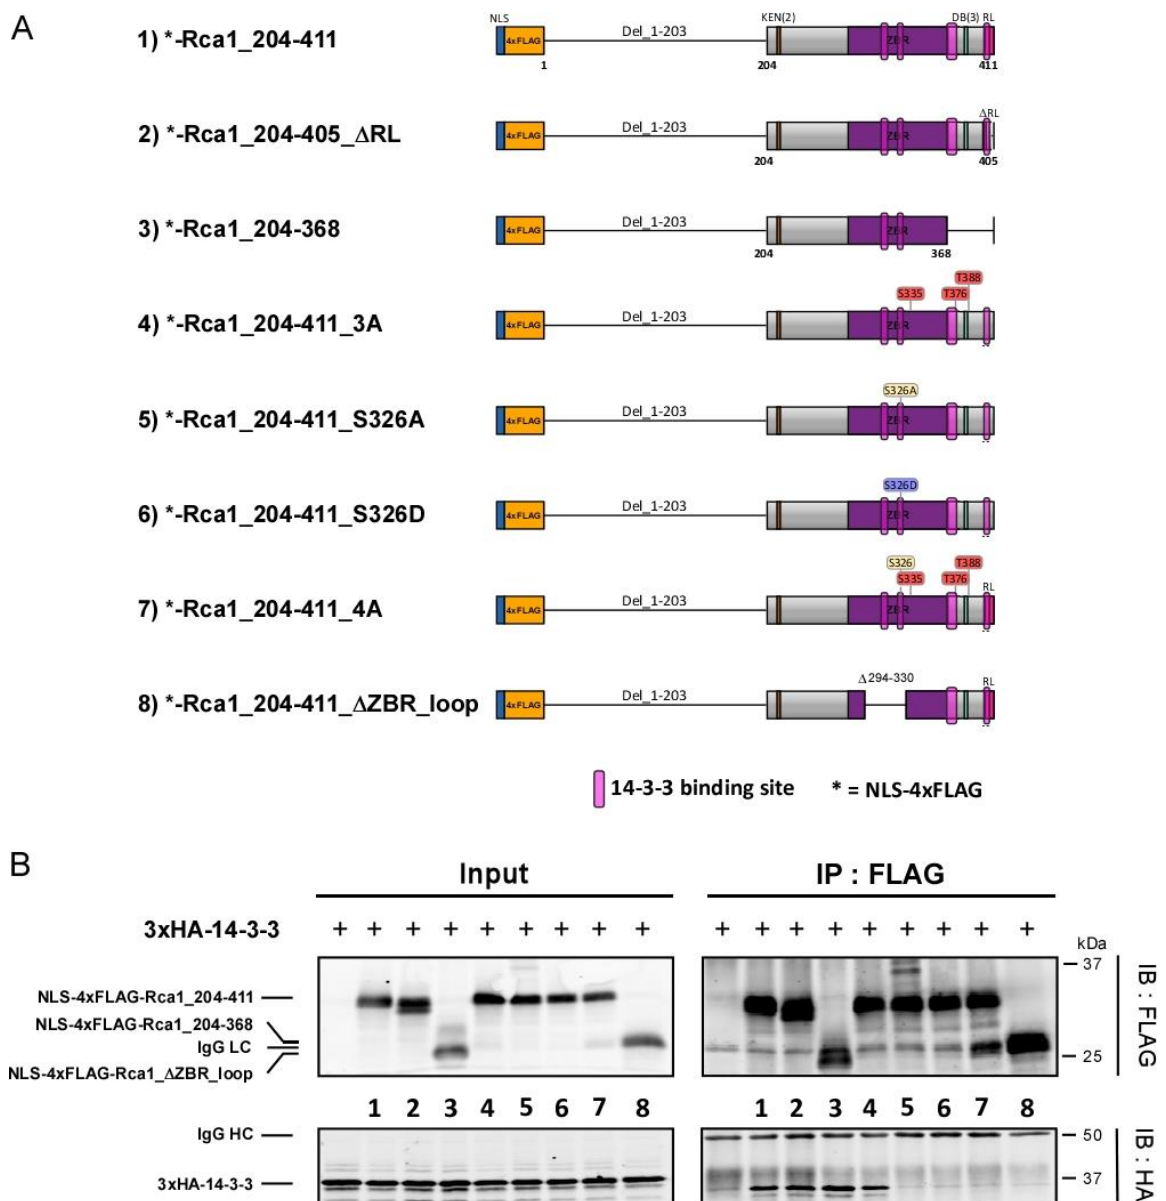 A
1) *-Rca1_204-411
NLS
4xFLAG
1
Del_1-203
KEN(2)
ZBR
DB(3) RL
204
411
2) *-Rca1_204-405_ΔRL
4xFLAG
Del_1-203
ZBR
ΔRL
204
405
3) *-Rca1_204-368
4xFLAG
Del_1-203
ZBR
204
368
4) *-Rca1_204-411_3A
4xFLAG
Del_1-203
ZBR
S335
T376
T388
5) *-Rca1_204-411_S326A
4xFLAG
Del_1-203
S326A
ZBR
6) *-Rca1_204-411_S326D
4xFLAG
Del_1-203
S326D
ZBR
7) *-Rca1_204-411_4A
4xFLAG
Del_1-203
S326
S335
T376
T388
RL
ZBR
8) *-Rca1_204-411_ΔZBR_loop
4xFLAG
Del_1-203
Δ294-330
RL
14-3-3 binding site
* = NLS-4xFLAG
B
Input
IP : FLAG
3xHA-14-3-3 + + + + + + + + + + + + + + + + + +
kDa
NLS-4xFLAG-Rca1_204-411
NLS-4xFLAG-Rca1_204-368
IgG LC
NLS-4xFLAG-Rca1_ΔZBR_loop
37
25
IB : FLAG
1 2 3 4 5 6 7 8 1 2 3 4 5 6 7 8
IgG HC
3xHA-14-3-3
50
37
IB : HA